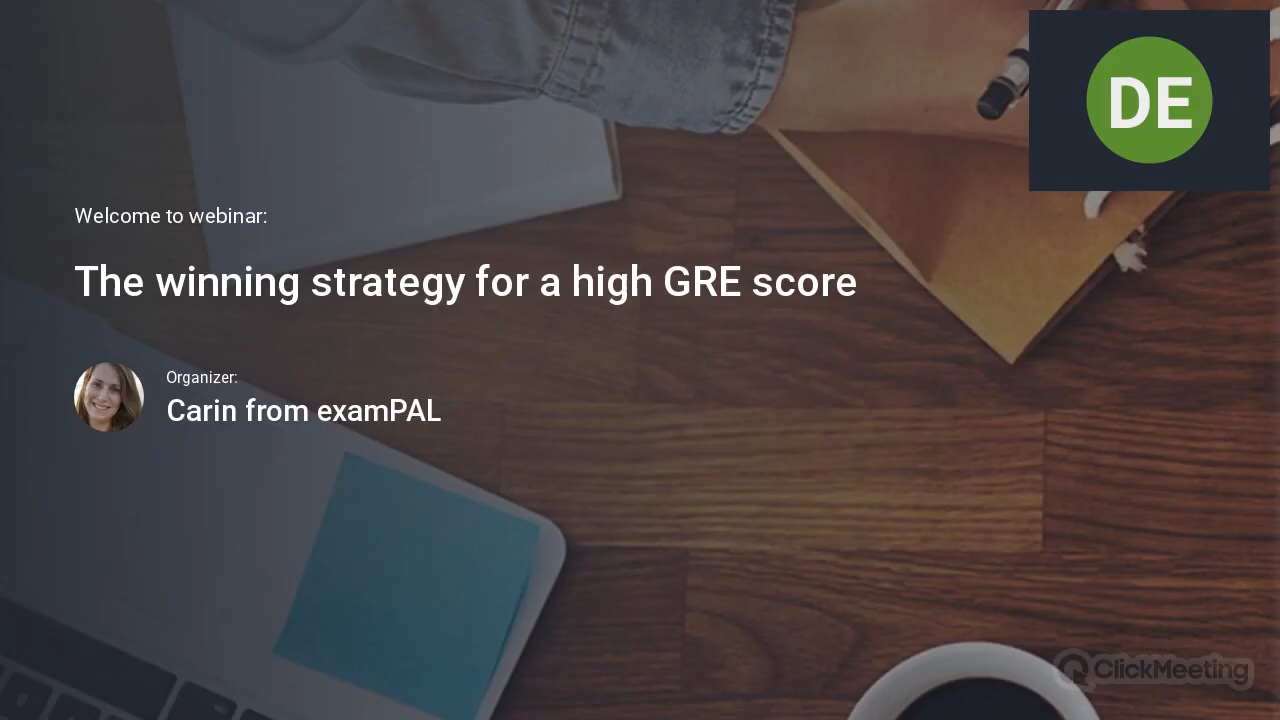 DE
Welcome to webinar:
The winning strategy for a high GRE score
Organizer:
Carin from examPAL
ClickMeeting